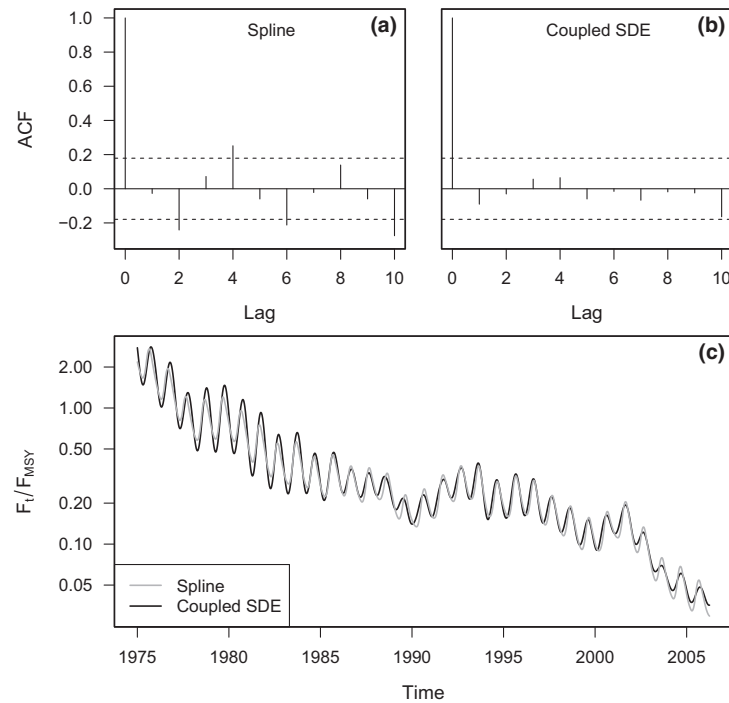 (a)
Spline
ACF
1.0
0.8
0.6
0.4
0.2
0.0
−0.2
0 2 4 6 8 10
Lag
(b)
Coupled SDE
0 2 4 6 8 10
Lag
(c)
Ft/FMSY
2.00
1.00
0.50
0.20
0.10
0.05
Spline
Coupled SDE
1975 1980 1985 1990 1995 2000 2005
Time